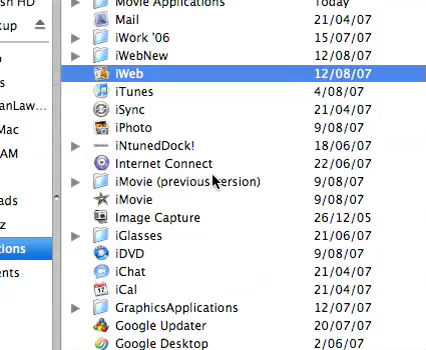 sh HD
Movie Applications Today
kup
Mail 21/04/07
iWork '06 15/07/07
iWebNew 12/08/07
iWeb 12/08/07
iTunes 4/08/07
anLaw...
iSync 21/04/07
Mac
iPhoto 9/08/07
AM
iNtunedDock! 18/06/07
Internet Connect 22/06/07
iMovie (previous version) 9/08/07
ads
iMovie 9/08/07
z
Image Capture 26/12/05
iGlasses 21/06/07
tions
iDVD 9/08/07
ents
iChat 21/04/07
iCal 21/04/07
GraphicsApplications 12/07/07
Google Updater 20/07/07
Google Desktop 2/06/07